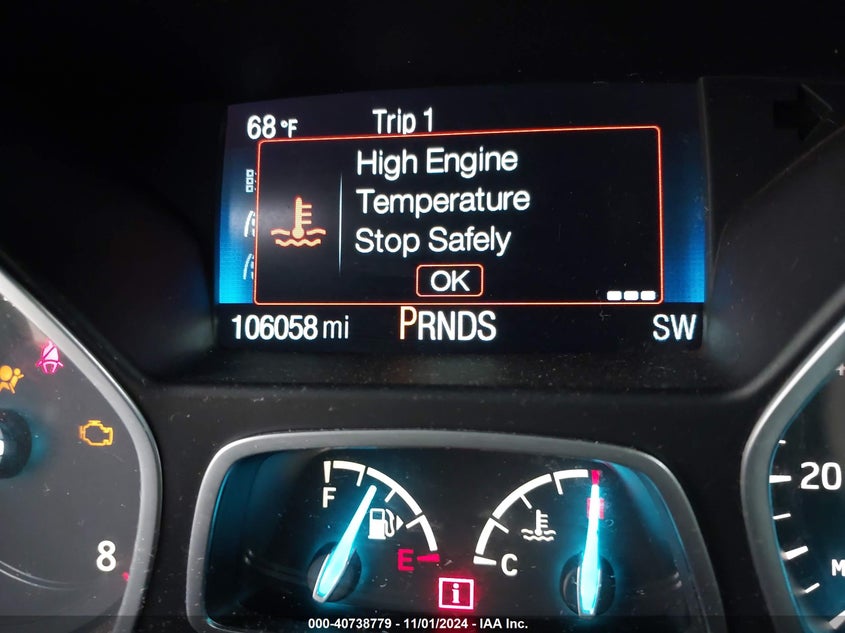 68 °F
Trip 1
High Engine
Temperature
Stop Safely
OK
106058 mi
PRNDS
SW
8
F
E
C
i
20
M
000-40738779 - 11/01/2024 - IAA Inc.